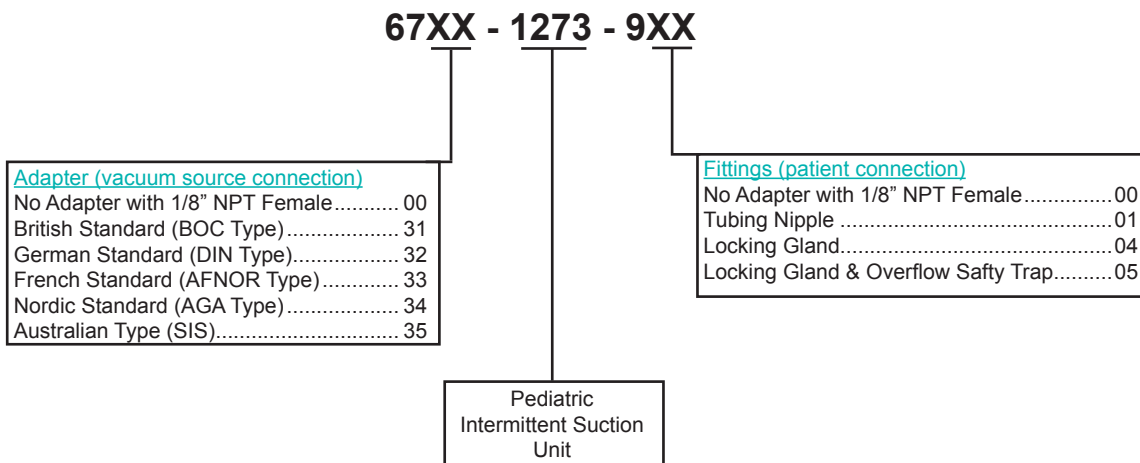 67XX - 1273 - 9XX
Adapter (vacuum source connection)
No Adapter with 1/8” NPT Female........... 00
British Standard (BOC Type)................... 31
German Standard (DIN Type).................. 32
French Standard (AFNOR Type).............. 33
Nordic Standard (AGA Type)................... 34
Australian Type (SIS)................................ 35
Fittings (patient connection)
No Adapter with 1/8” NPT Female...............00
Tubing Nipple ...............................................01
Locking Gland...............................................04
Locking Gland & Overflow Safty Trap..........05
Pediatric
Intermittent Suction
Unit